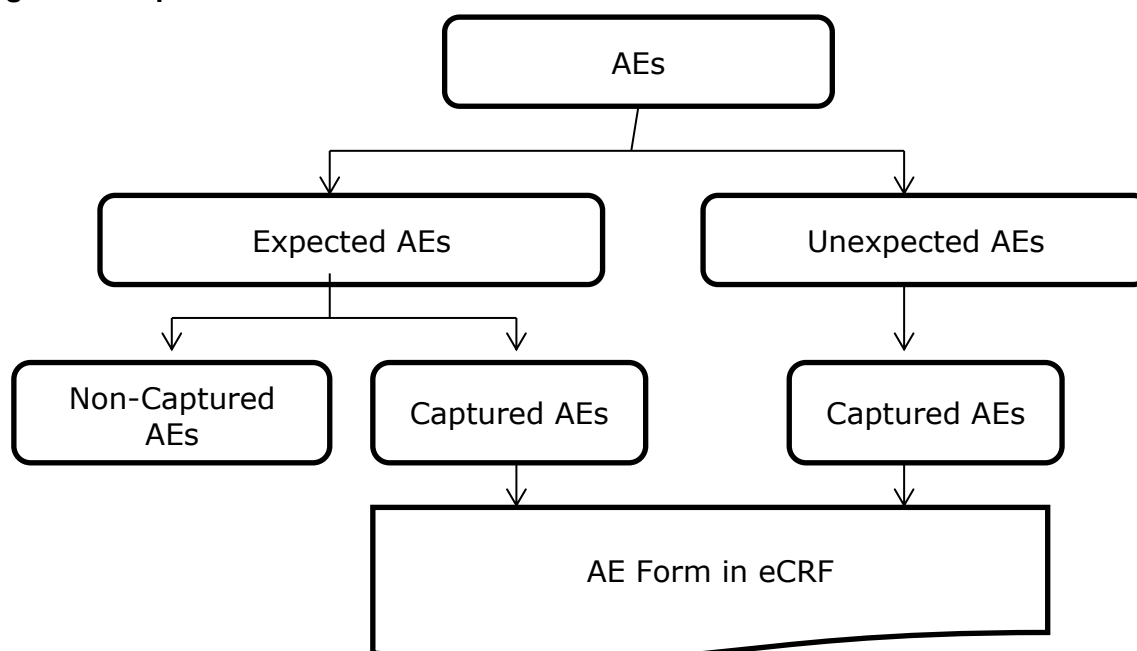 AEs
Expected AEs
Unexpected AEs
Non-Captured
AEs
Captured AEs
Captured AEs
AE Form in eCRF